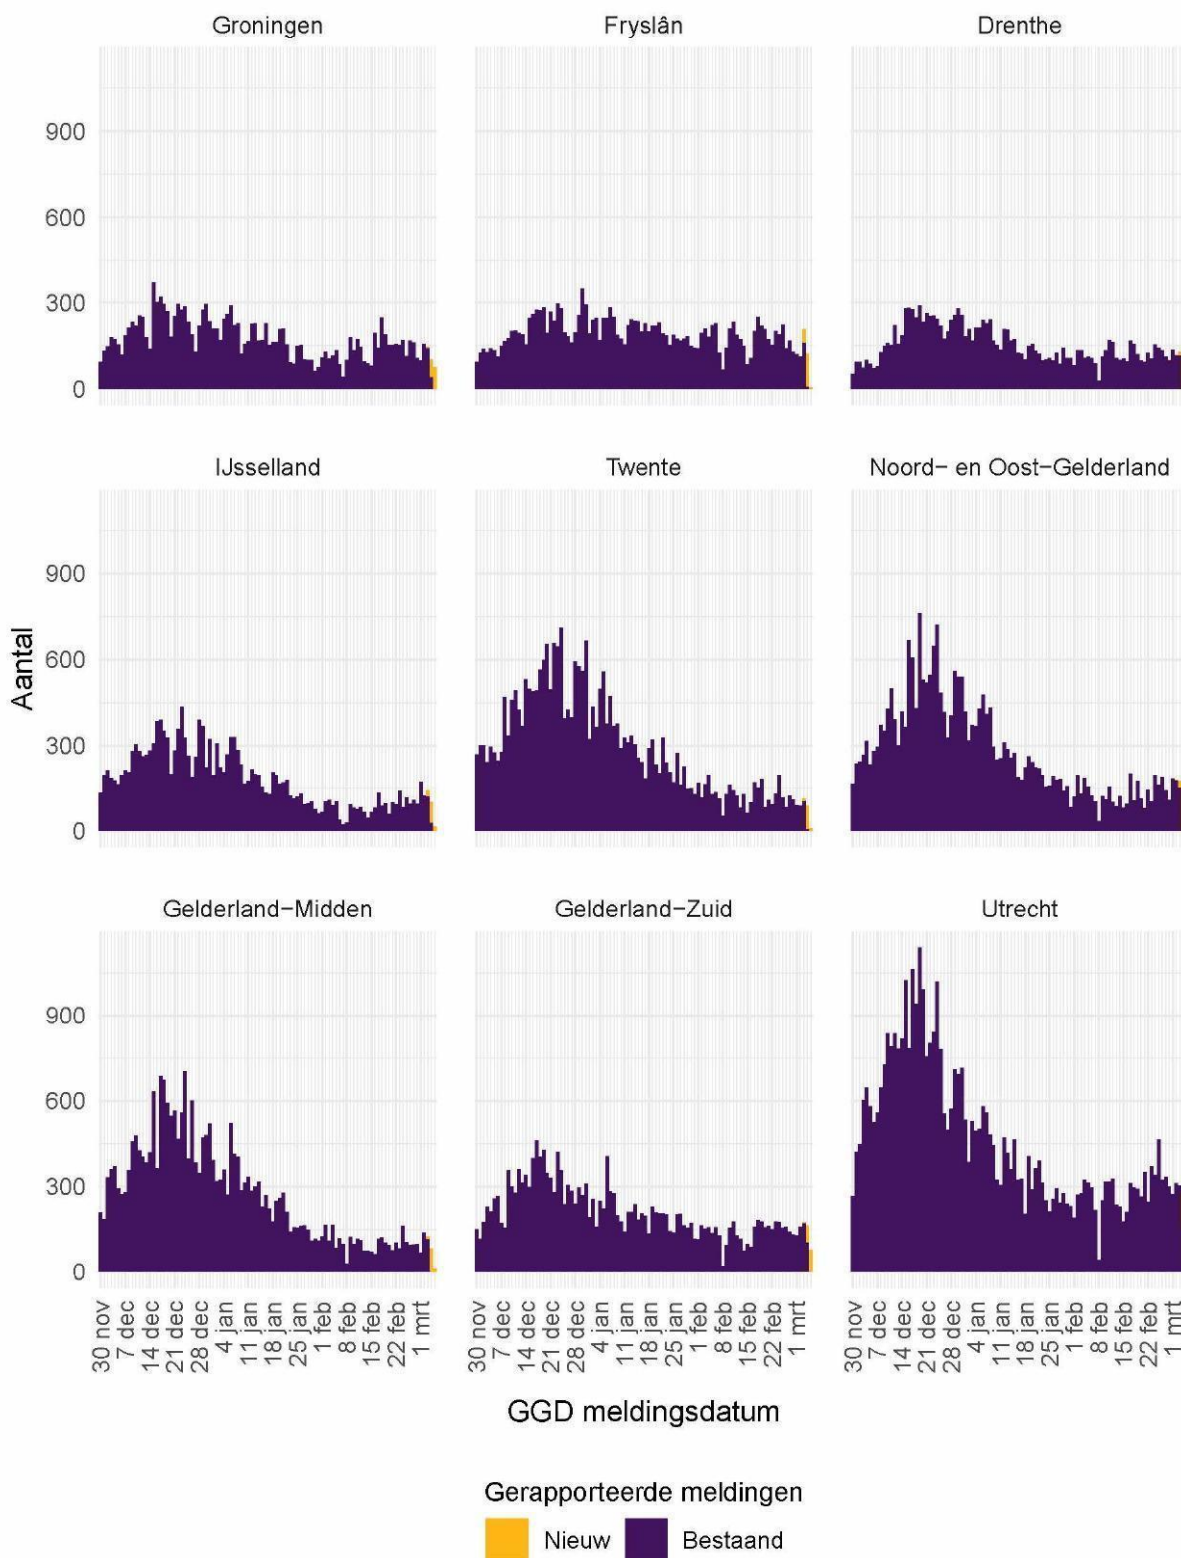 Groningen
Fryslân
Drenthe
900
600
300
0
IJsselland
Twente
Noord- en Oost-Gelderland
900
600
300
0
Aantal
Gelderland-Midden
Gelderland-Zuid
Utrecht
900
600
300
0
30 nov
7 dec
14 dec
21 dec
28 dec
4 jan
11 jan
18 jan
25 jan
1 feb
8 feb
15 feb
22 feb
1 mrt
30 nov
7 dec
14 dec
21 dec
28 dec
4 jan
11 jan
18 jan
25 jan
1 feb
8 feb
15 feb
22 feb
1 mrt
30 nov
7 dec
14 dec
21 dec
28 dec
4 jan
11 jan
18 jan
25 jan
1 feb
8 feb
15 feb
22 feb
1 mrt
GGD meldingsdatum
Gerapporteerde meldingen
Nieuw Bestaand